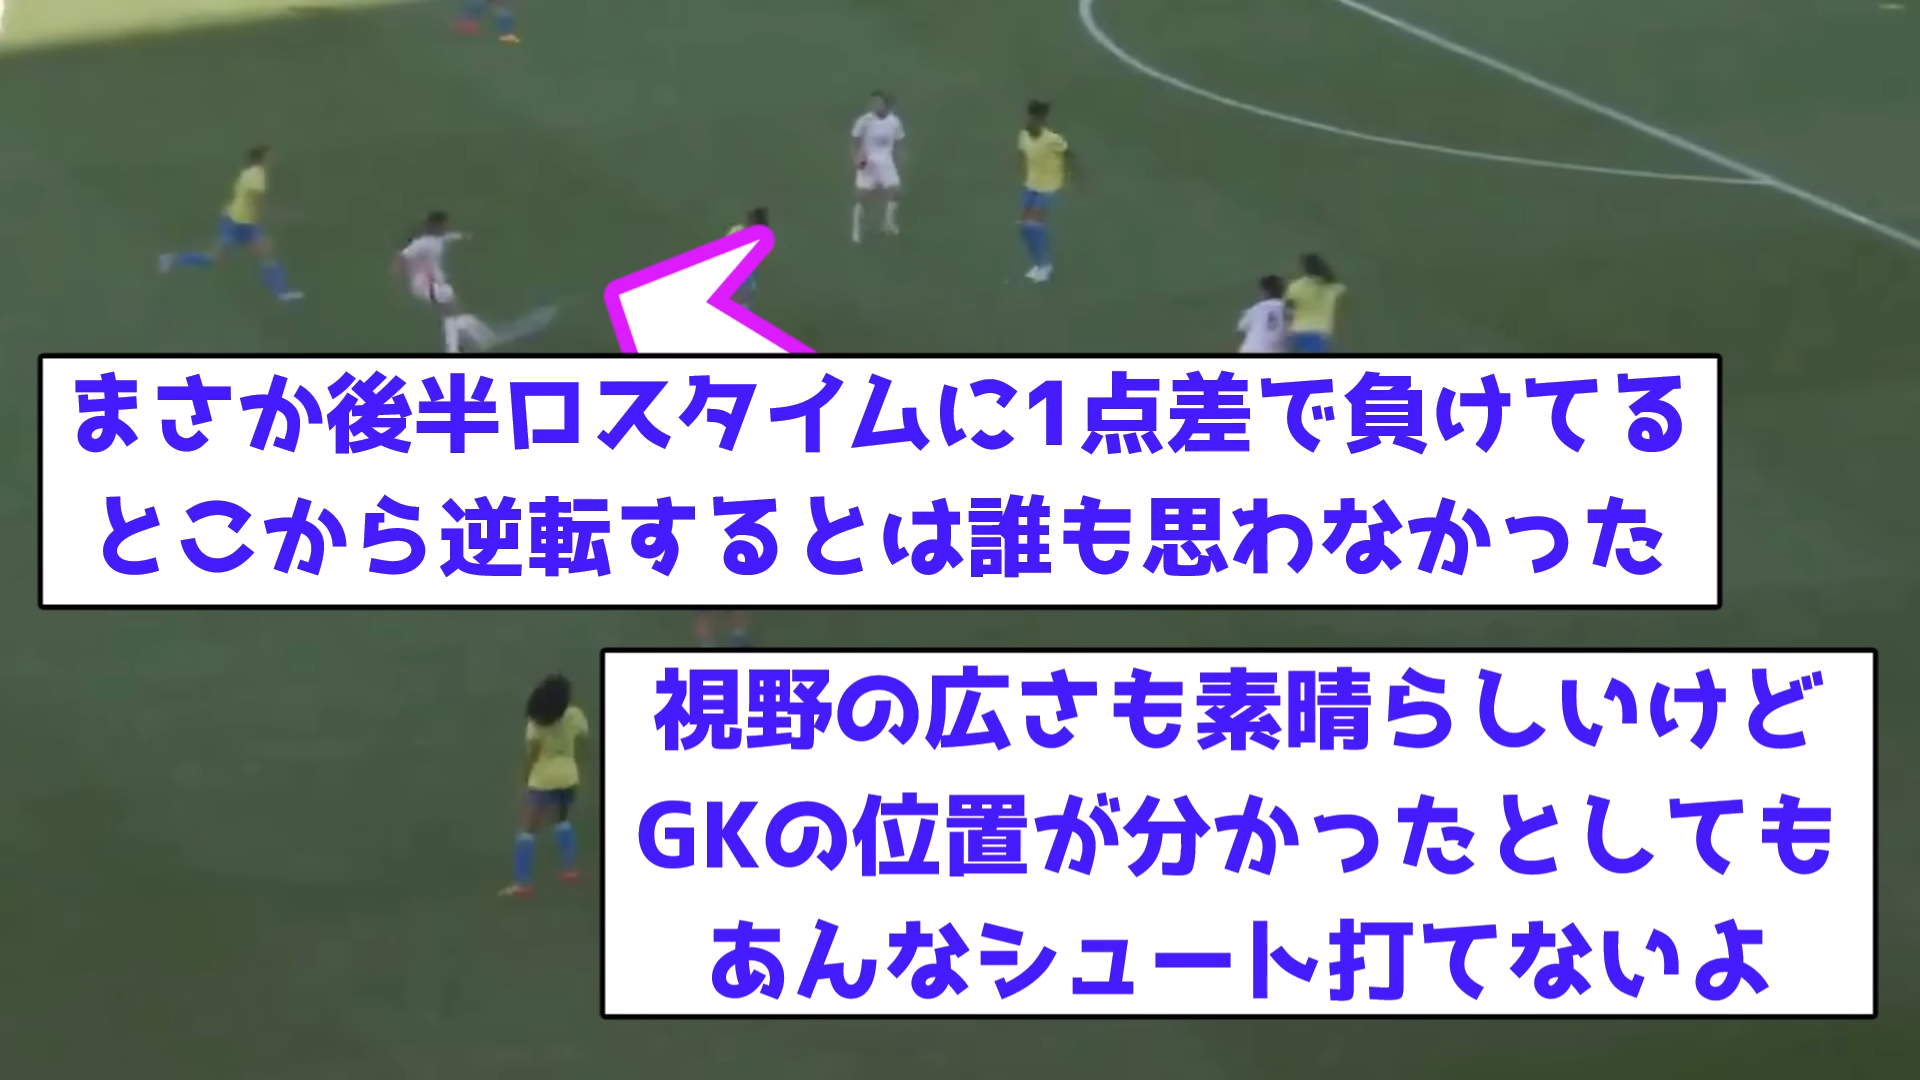 まさか後半ロスタイムに1点差で負けてる
とこから逆転するとは誰も思わなかった
視野の広さも素晴らしいけど
GKの位置が分かったとしても
あんなシュート打てないよ